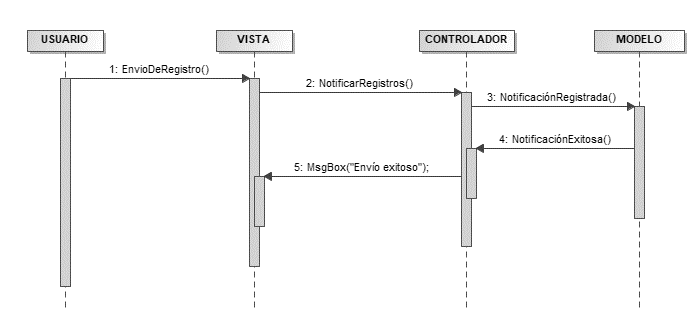 USUARIO
VISTA
CONTROLADOR
MODELO
1: EnvioDeRegistro()
2: NotificarRegistros()
3: NotificaciónRegistrada()
4: NotificaciónExitosa()
5: MsgBox("Envío exitoso");